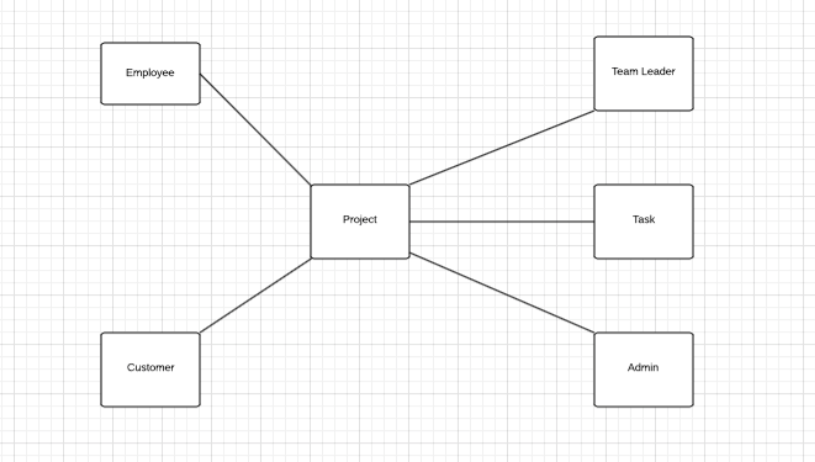 Employee
Team Leader
Project
Task
Customer
Admin